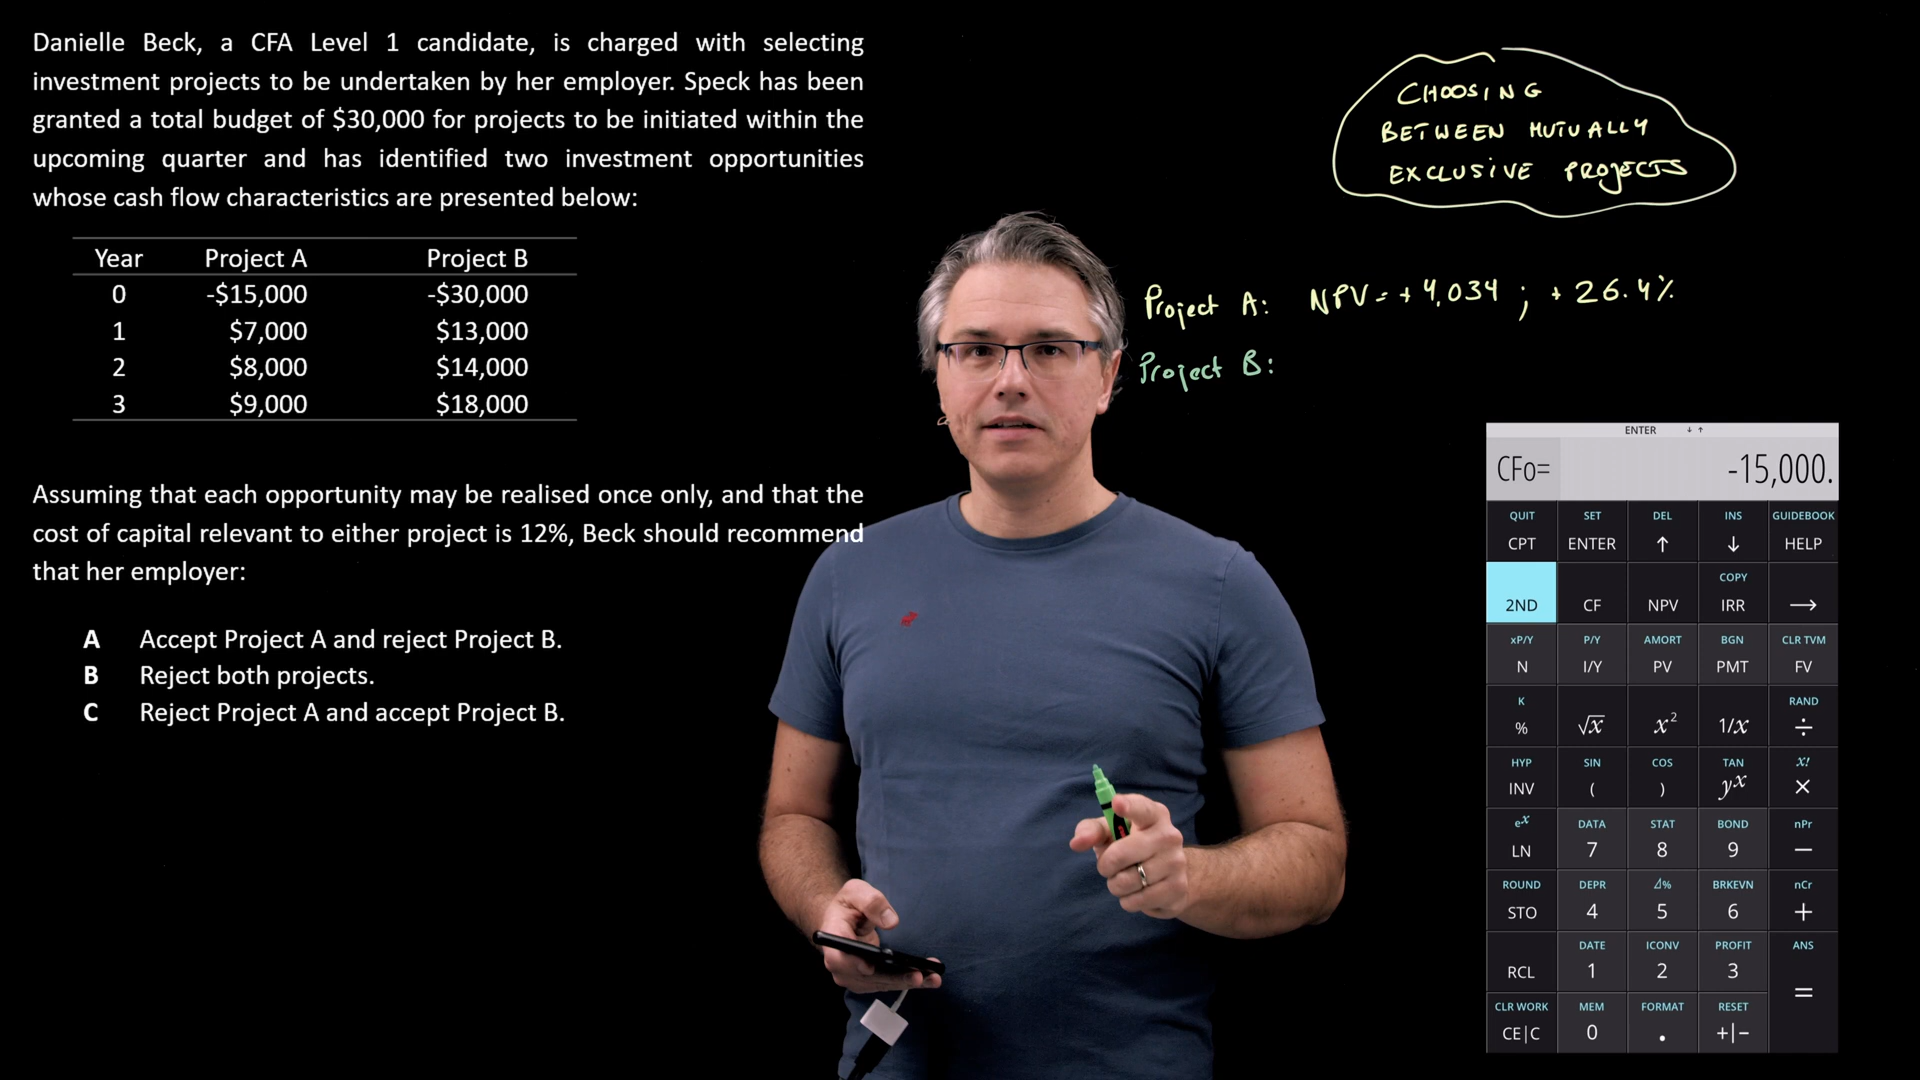 Danielle Beck, a CFA Level 1 candidate, is charged with selecting
investment projects to be undertaken by her employer. Speck has been
granted a total budget of $30,000 for projects to be initiated within the
upcoming quarter and has identified two investment opportunities
whose cash flow characteristics are presented below:
Year Project A Project B
0 -$15,000 -$30,000
1 $7,000 $13,000
2 $8,000 $14,000
3 $9,000 $18,000
Assuming that each opportunity may be realised once only, and that the
cost of capital relevant to either project is 12%, Beck should recommend
that her employer:
A Accept Project A and reject Project B.
B Reject both projects.
C Reject Project A and accept Project B.
CHOOSING
BETWEEN MUTUALLY
EXCLUSIVE PROJECTS
Project A: NPV = +4,034 ; +26.4%
Project B:
ENTER ↓ ↑
CFo= -15,000.
QUIT SET DEL INS GUIDEBOOK
CPT ENTER ↑ ↓ HELP
COPY
2ND CF NPV IRR →
xP/Y P/Y AMORT BGN CLR TVM
N I/Y PV PMT FV
K RAND
% √x x² 1/x ÷
HYP SIN COS TAN x!
INV ( ) yˣ ×
eˣ DATA STAT BOND nPr
LN 7 8 9 −
ROUND DEPR Δ% BRKEVN nCr
STO 4 5 6 +
DATE ICONV PROFIT ANS
RCL 1 2 3 =
CLR WORK MEM FORMAT RESET
CE|C 0 . +|−